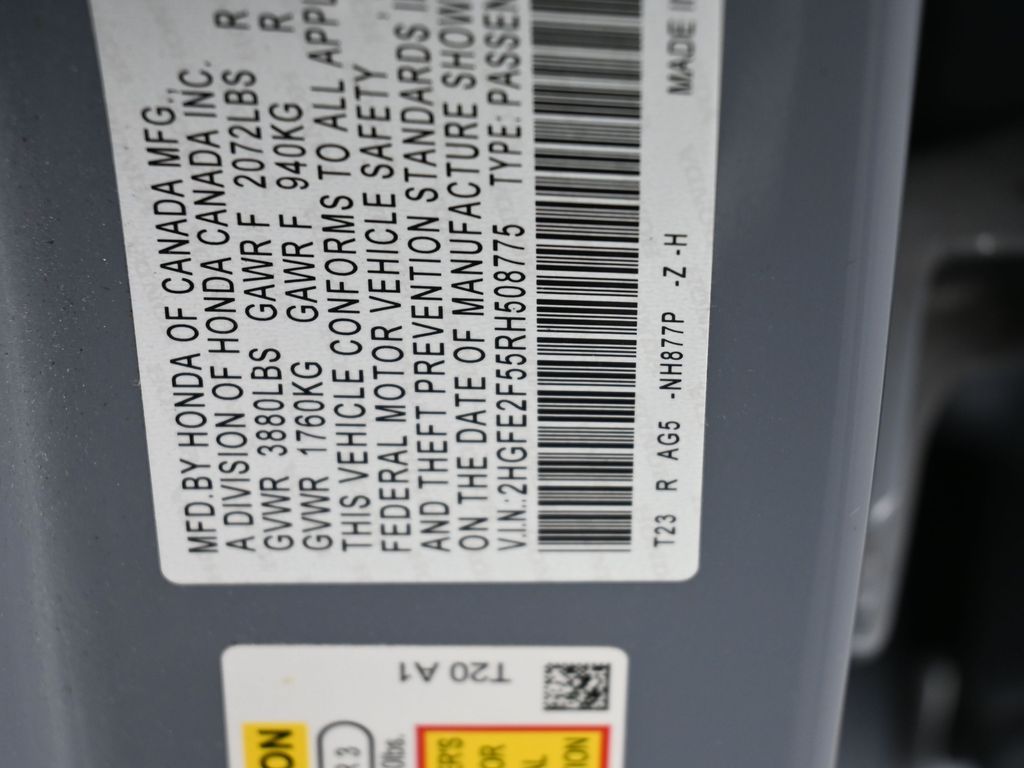 MFD.BY HONDA OF CANADA MFG.,
A DIVISION OF HONDA CANADA INC.
GVWR 3880LBS GAWR F 2072LBS R
GVWR 1760KG GAWR F 940KG R
THIS VEHICLE CONFORMS TO ALL
FEDERAL MOTOR VEHICLE SAFETY
AND THEFT PREVENTION STANDARDS
ON THE DATE OF MANUFACTURE SHOW
V.I.N.:2HGFE2F55RH508775 TYPE: PASSEN
T23 R AG5 -NH877P -Z -H
MADE IN
T20 A1